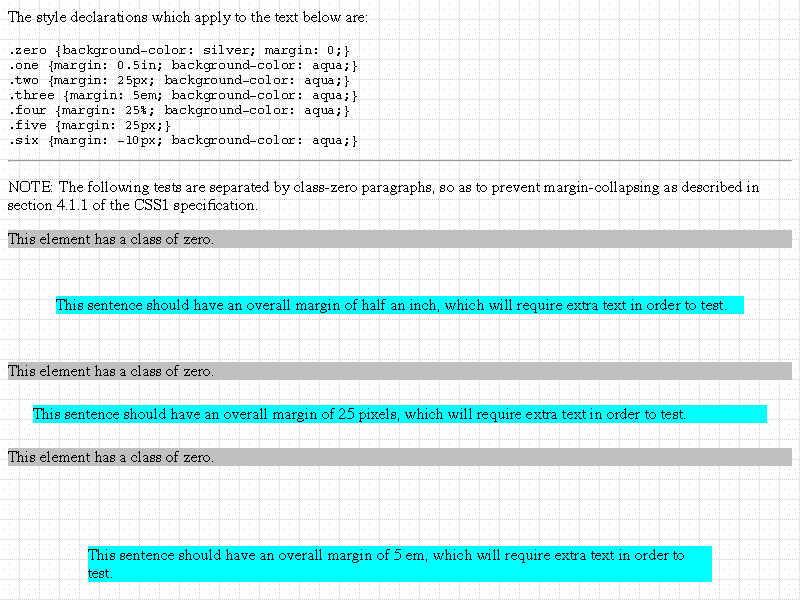 The style declarations which apply to the text below are:
.zero {background-color: silver; margin: 0;}
.one {margin: 0.5in; background-color: aqua;}
.two {margin: 25px; background-color: aqua;}
.three {margin: 5em; background-color: aqua;}
.four {margin: 25%; background-color: aqua;}
.five {margin: 25px;}
.six {margin: -10px; background-color: aqua;}
NOTE: The following tests are separated by class-zero paragraphs, so as to prevent margin-collapsing as described in
section 4.1.1 of the CSS1 specification.
This element has a class of zero.
This sentence should have an overall margin of half an inch, which will require extra text in order to test.
This element has a class of zero.
This sentence should have an overall margin of 25 pixels, which will require extra text in order to test.
This element has a class of zero.
This sentence should have an overall margin of 5 em, which will require extra text in order to
test.